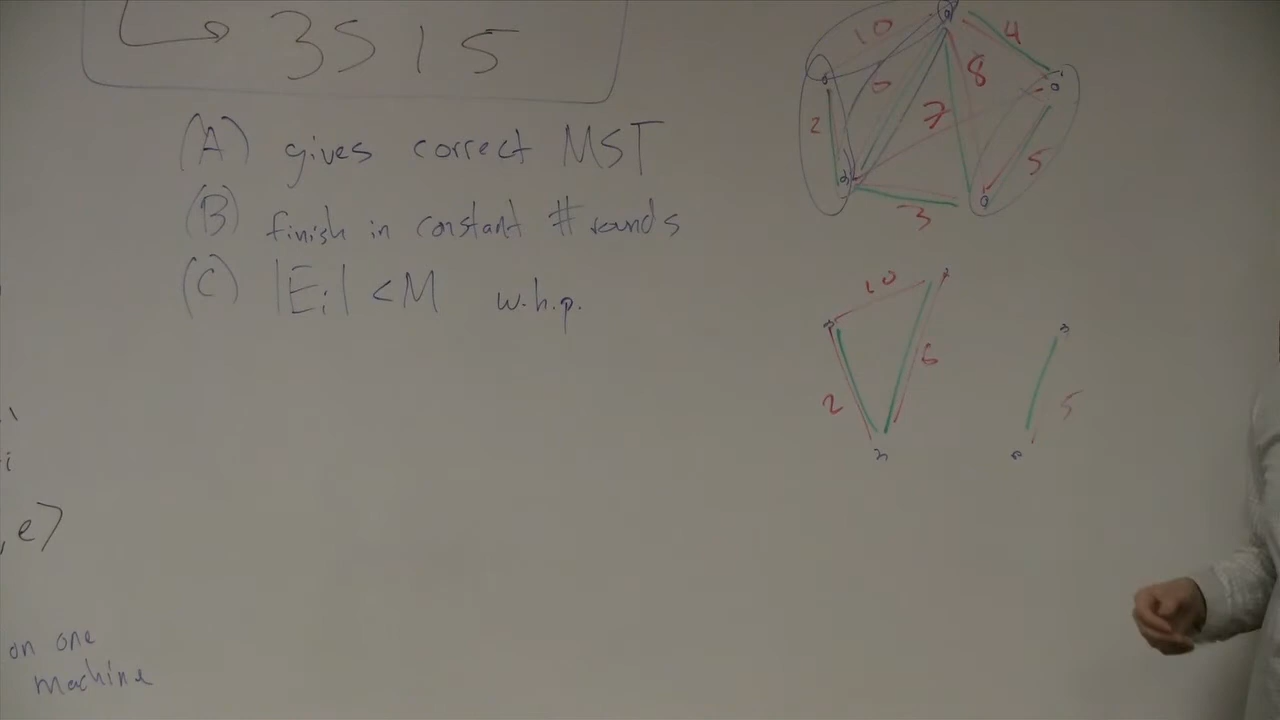 3515
(A) gives correct MST
(B) finish in constant # rounds
(C) |Ei| < M w.h.p.
, e>
on one
machine
10
4
8
6
2
7
5
3
10
6
2
5